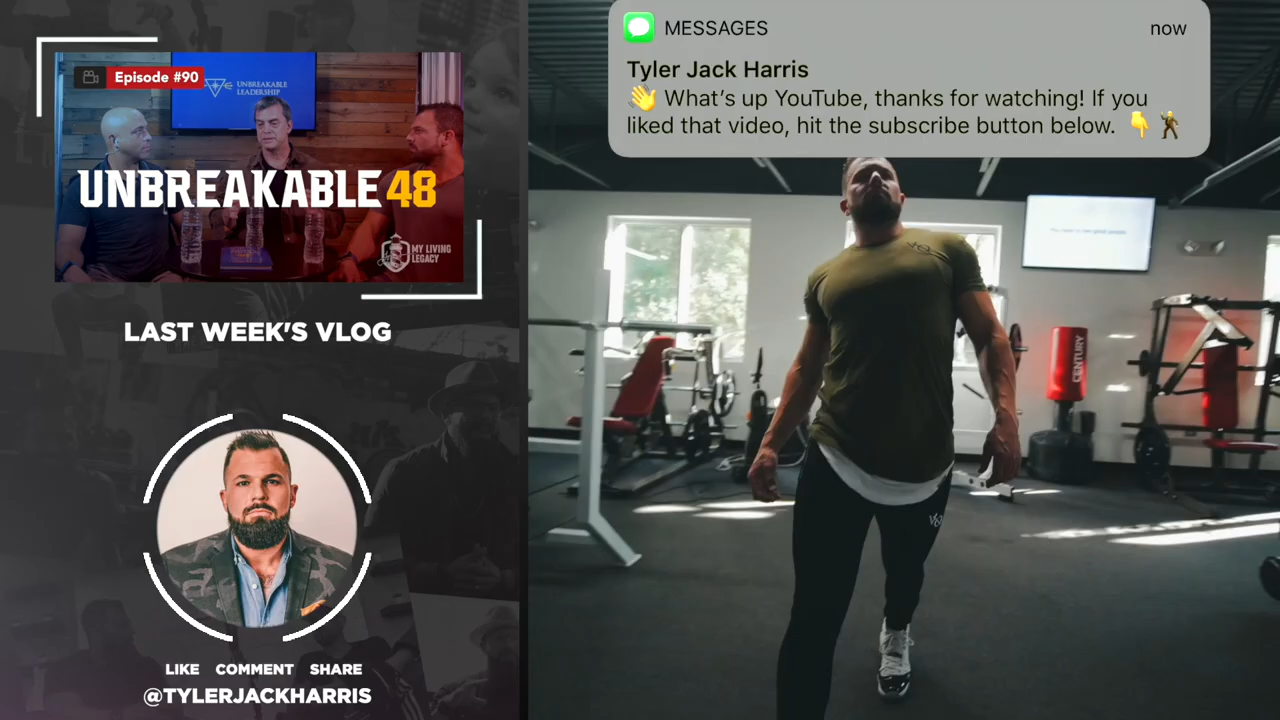 Episode #90
UNBREAKABLE
LEADERSHIP
UNBREAKABLE 48
MY LIVING
LEGACY
LAST WEEK'S VLOG
LIKE COMMENT SHARE
@TYLERJACKHARRIS
MESSAGES now
Tyler Jack Harris
👋 What's up YouTube, thanks for watching! If you
liked that video, hit the subscribe button below. 👇 🕺
CENTURY